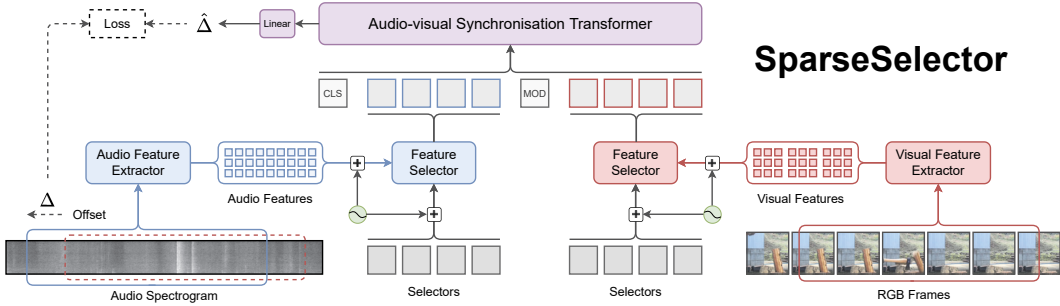 Loss
Δ̂
Linear
Audio-visual Synchronisation Transformer
SparseSelector
CLS
MOD
Audio Feature
Extractor
Feature
Selector
Feature
Selector
Visual Feature
Extractor
Audio Features
Visual Features
Δ
Offset
Audio Spectrogram
Selectors
Selectors
RGB Frames